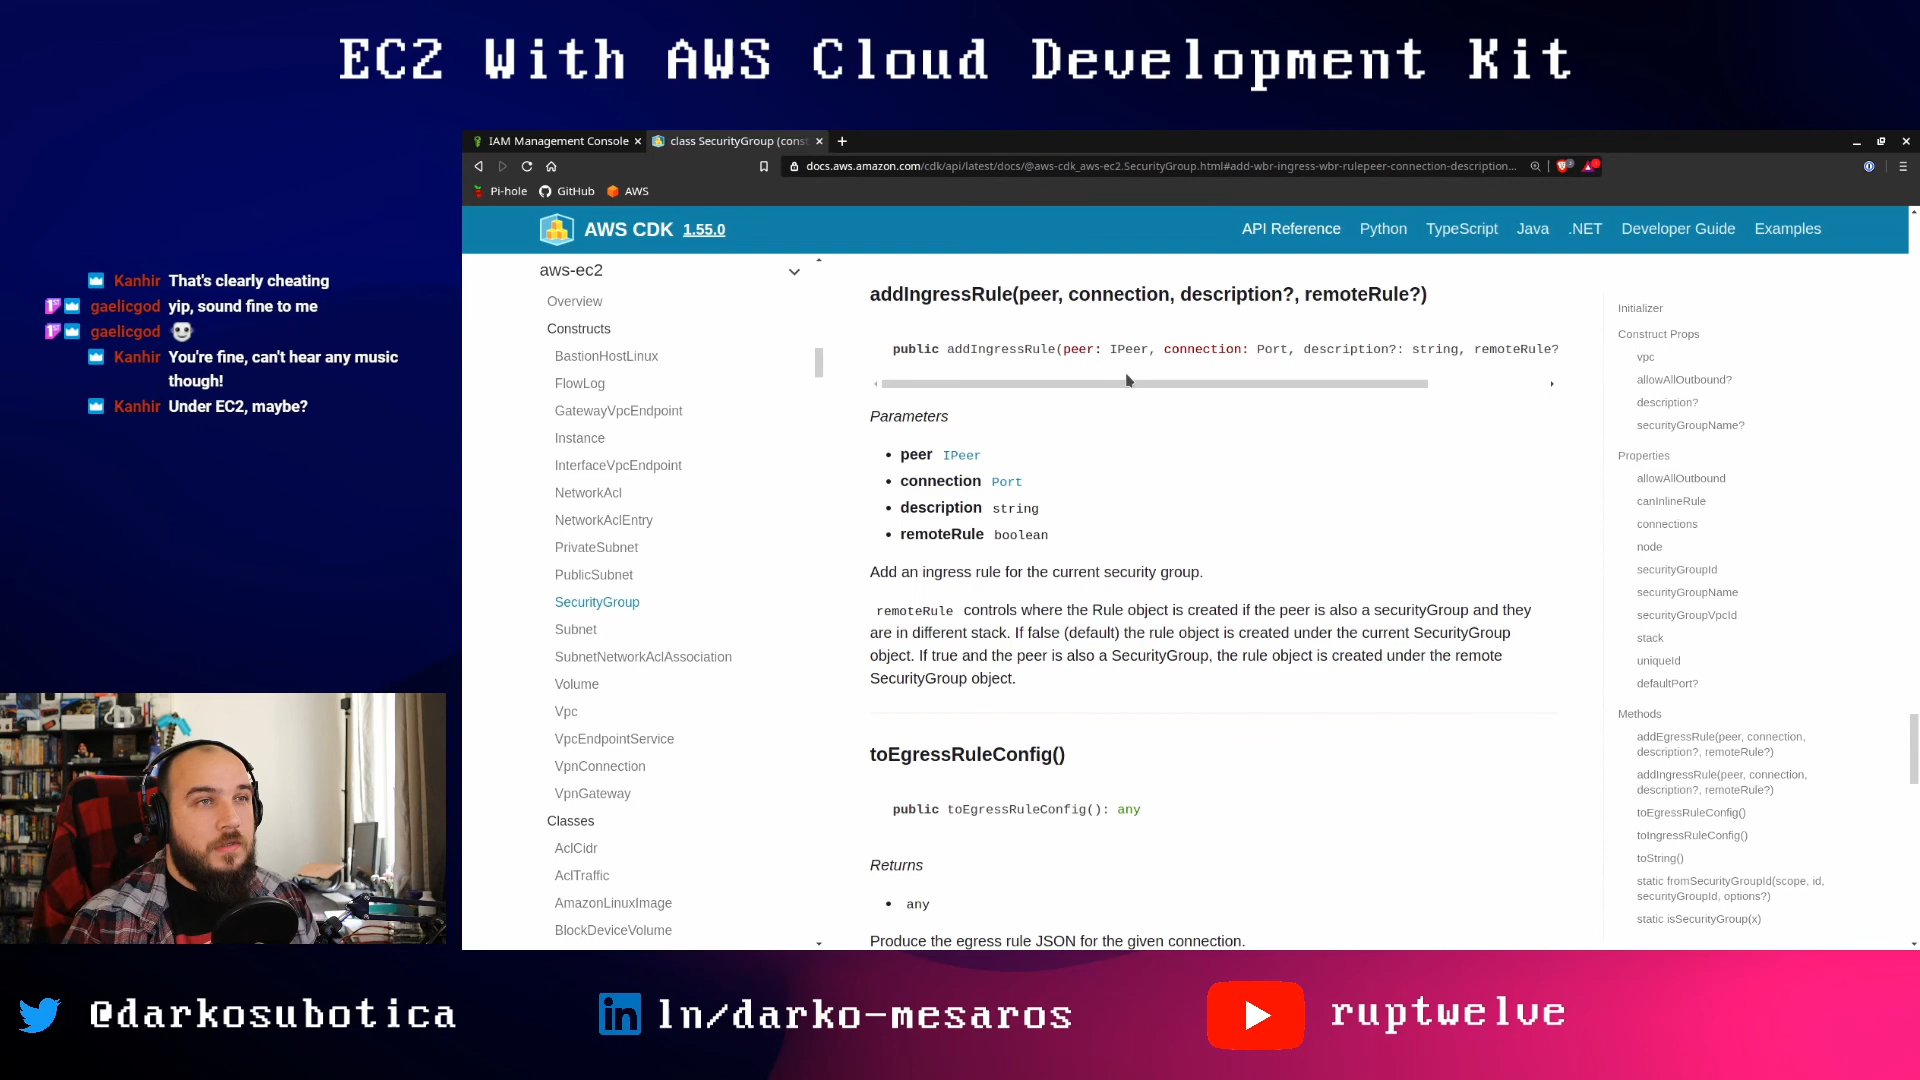 EC2 With AWS Cloud Development Kit
IAM Management Console
class SecurityGroup (const
docs.aws.amazon.com/cdk/api/latest/docs/@aws-cdk_aws-ec2.SecurityGroup.html#add-wbr-ingress-wbr-rulepeer-connection-description...
Pi-hole
GitHub
AWS
AWS CDK 1.55.0
API Reference
Python
TypeScript
Java
.NET
Developer Guide
Examples
Kanhir That's clearly cheating
gaelicgod yip, sound fine to me
gaelicgod
Kanhir You're fine, can't hear any music
though!
Kanhir Under EC2, maybe?
aws-ec2
Overview
Constructs
BastionHostLinux
FlowLog
GatewayVpcEndpoint
Instance
InterfaceVpcEndpoint
NetworkAcl
NetworkAclEntry
PrivateSubnet
PublicSubnet
SecurityGroup
Subnet
SubnetNetworkAclAssociation
Volume
Vpc
VpcEndpointService
VpnConnection
VpnGateway
Classes
AclCidr
AclTraffic
AmazonLinuxImage
BlockDeviceVolume
addIngressRule(peer, connection, description?, remoteRule?)
public addIngressRule(peer: IPeer, connection: Port, description?: string, remoteRule?
Parameters
• peer IPeer
• connection Port
• description string
• remoteRule boolean
Add an ingress rule for the current security group.
remoteRule controls where the Rule object is created if the peer is also a securityGroup and they
are in different stack. If false (default) the rule object is created under the current SecurityGroup
object. If true and the peer is also a SecurityGroup, the rule object is created under the remote
SecurityGroup object.
toEgressRuleConfig()
public toEgressRuleConfig(): any
Returns
• any
Produce the egress rule JSON for the given connection.
Initializer
Construct Props
vpc
allowAllOutbound?
description?
securityGroupName?
Properties
allowAllOutbound
canInlineRule
connections
node
securityGroupId
securityGroupName
securityGroupVpcId
stack
uniqueId
defaultPort?
Methods
addEgressRule(peer, connection,
description?, remoteRule?)
addIngressRule(peer, connection,
description?, remoteRule?)
toEgressRuleConfig()
toIngressRuleConfig()
toString()
static fromSecurityGroupId(scope, id,
securityGroupId, options?)
static isSecurityGroup(x)
@darkosubotica
in
ln/darko-mesaros
ruptwelve